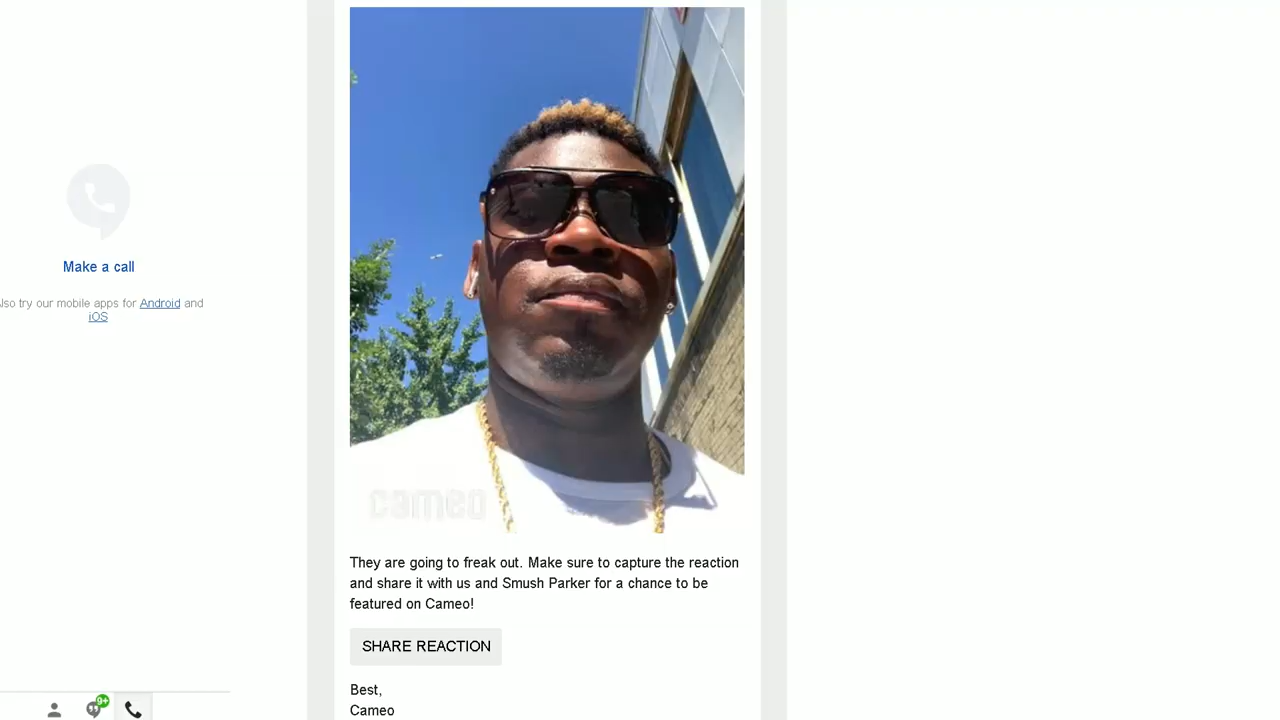 Make a call
lso try our mobile apps for Android and
iOS
9+
cameo
They are going to freak out. Make sure to capture the reaction
and share it with us and Smush Parker for a chance to be
featured on Cameo!
SHARE REACTION
Best,
Cameo